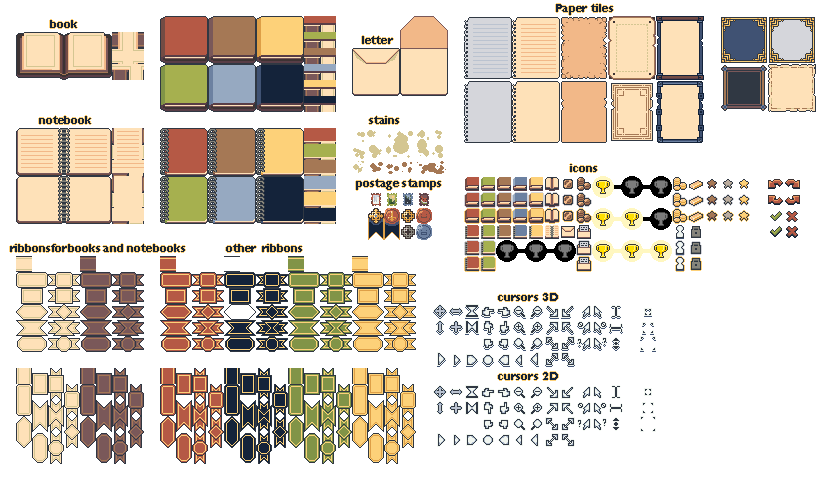 Paper tiles
book
letter
notebook
stains
icons
postage stamps
ribbonsforbooks and notebooks
other ribbons
cursors 3D
cursors 2D